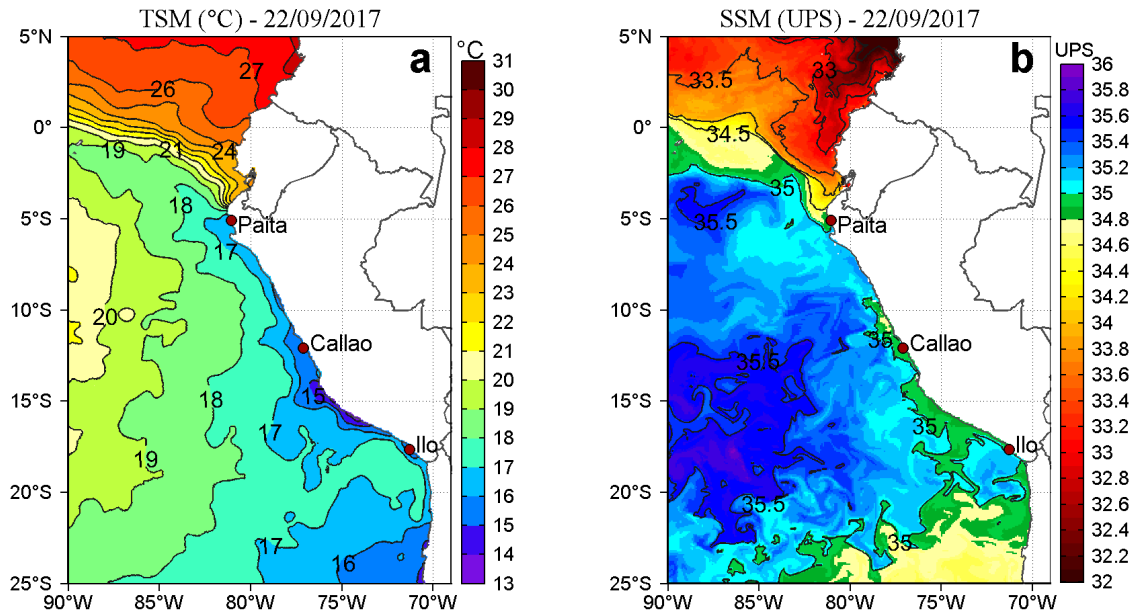 TSM (°C) - 22/09/2017
a
°C
5°N
0°
5°S
10°S
15°S
20°S
25°S
90°W
85°W
80°W
75°W
70°W
27
26
24
21
19
18
17
20
15
18
17
19
17
16
Paita
Callao
Ilo
31
30
29
28
27
26
25
24
23
22
21
20
19
18
17
16
15
14
13
SSM (UPS) - 22/09/2017
b
UPS
5°N
0°
5°S
10°S
15°S
20°S
25°S
90°W
85°W
80°W
75°W
70°W
33
33.5
34.5
35
35.5
35
35.5
35
35.5
35
Paita
Callao
Ilo
36
35.8
35.6
35.4
35.2
35
34.8
34.6
34.4
34.2
34
33.8
33.6
33.4
33.2
33
32.8
32.6
32.4
32.2
32